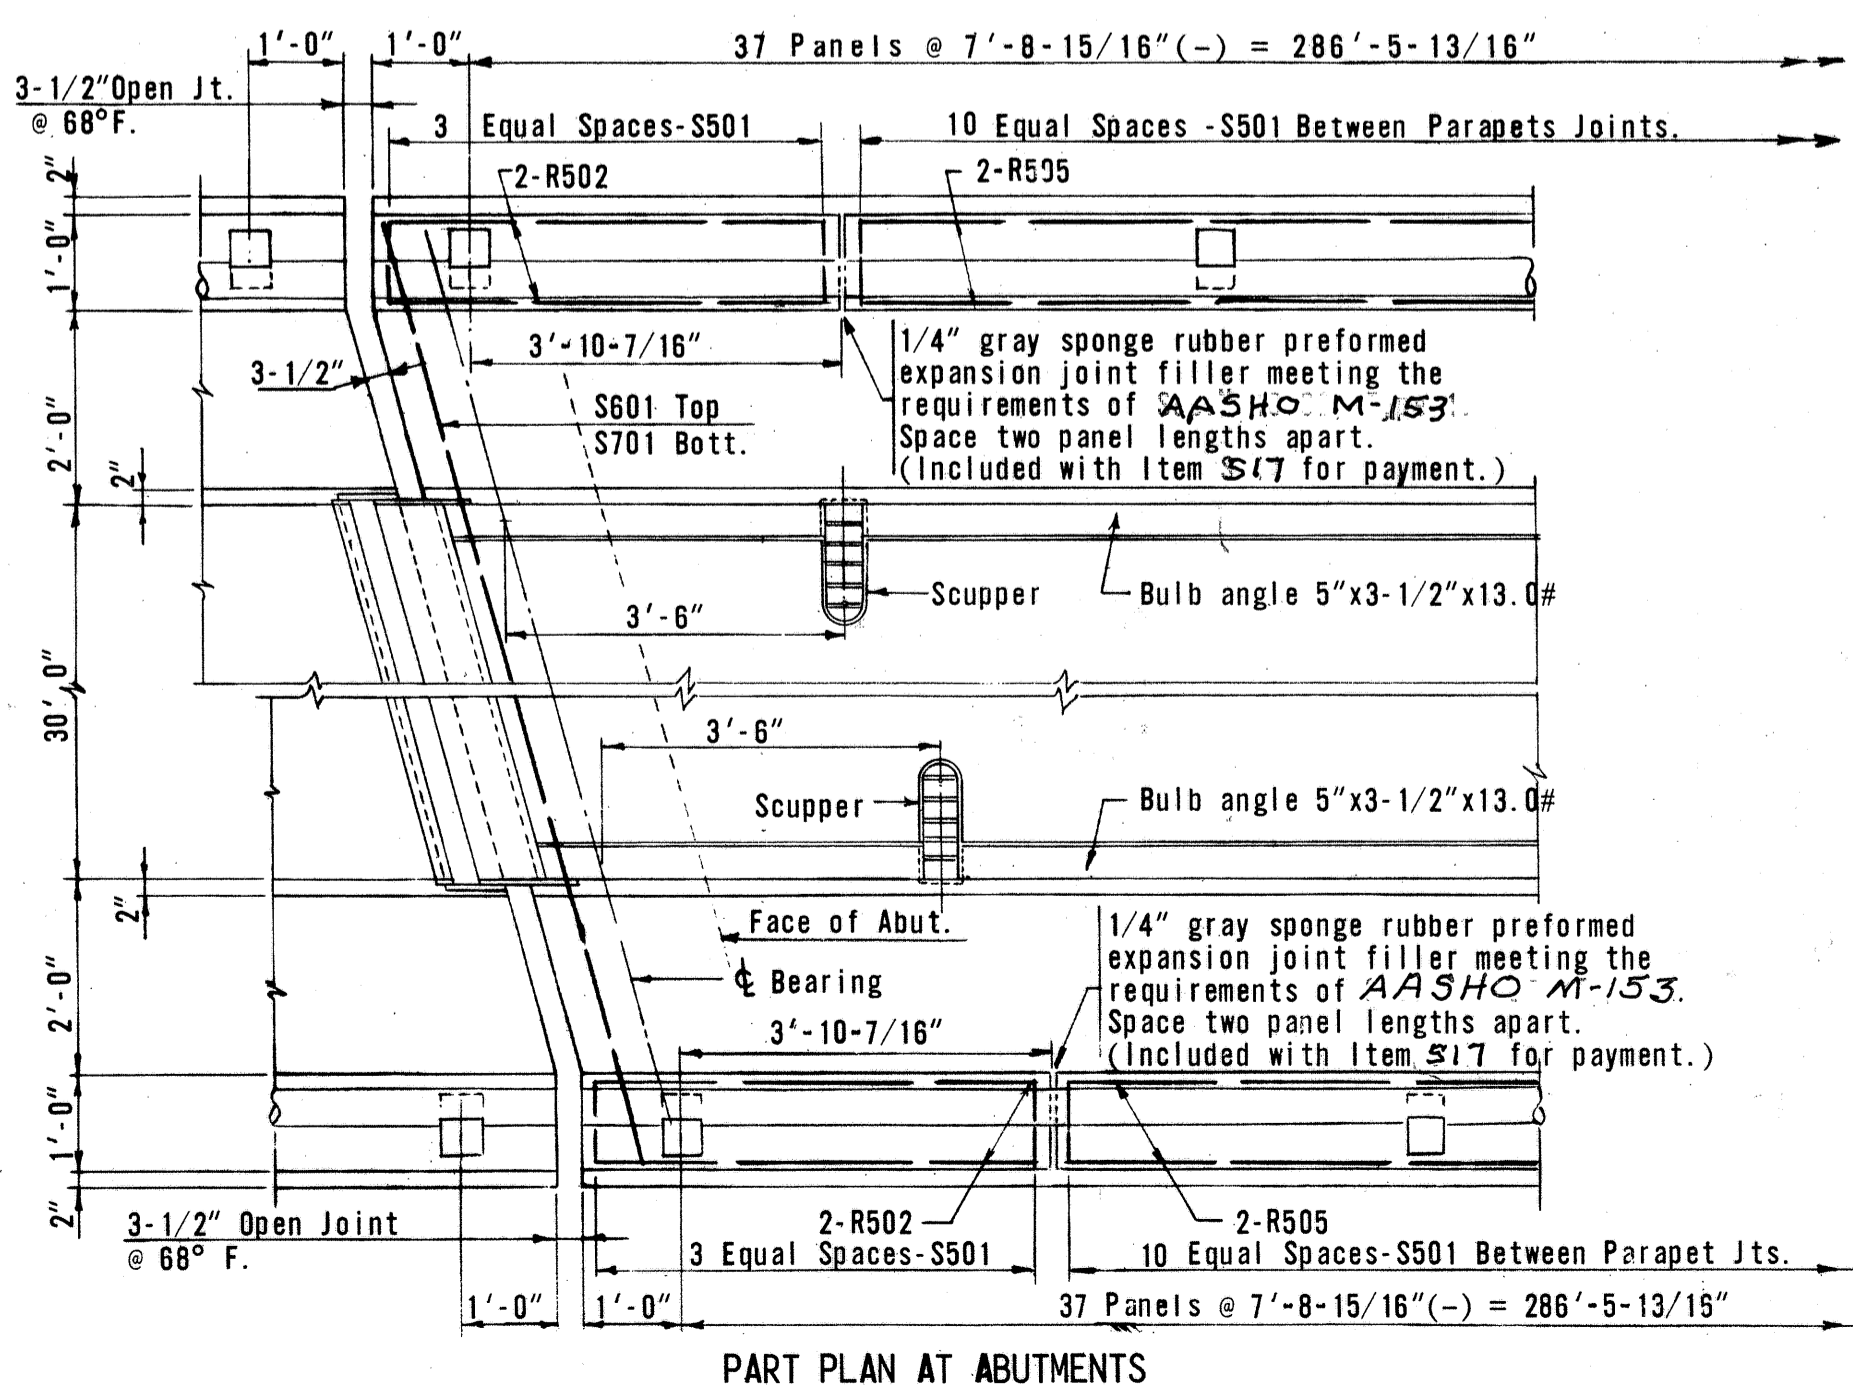 1'-0" 1'-0" 37 Panels @ 7'-8-15/16"(-) = 286'-5-13/16"
3-1/2" Open Jt.
@ 68°F.
3 Equal Spaces-S501 10 Equal Spaces -S501 Between Parapets Joints.
2"
2-R502 2-R505
1'-0"
3'-10-7/16"
1/4" gray sponge rubber preformed
expansion joint filler meeting the
requirements of AASHO M-153.
Space two panel lengths apart.
(Included with Item S17 for payment.)
3-1/2"
S601 Top
S701 Bott.
2'-0"
2"
Scupper Bulb angle 5"x3-1/2"x13.0#
3'-6"
30'-0"
3'-6"
Scupper Bulb angle 5"x3-1/2"x13.0#
2"
Face of Abut.
1/4" gray sponge rubber preformed
expansion joint filler meeting the
requirements of AASHO M-153.
Space two panel lengths apart.
(Included with Item S17 for payment.)
℄ Bearing
2'-0"
3'-10-7/16"
1'-0"
2"
3-1/2" Open Joint
@ 68° F.
2-R502 2-R505
3 Equal Spaces-S501 10 Equal Spaces-S501 Between Parapet Jts.
1'-0" 1'-0" 37 Panels @ 7'-8-15/16"(-) = 286'-5-13/16"
PART PLAN AT ABUTMENTS